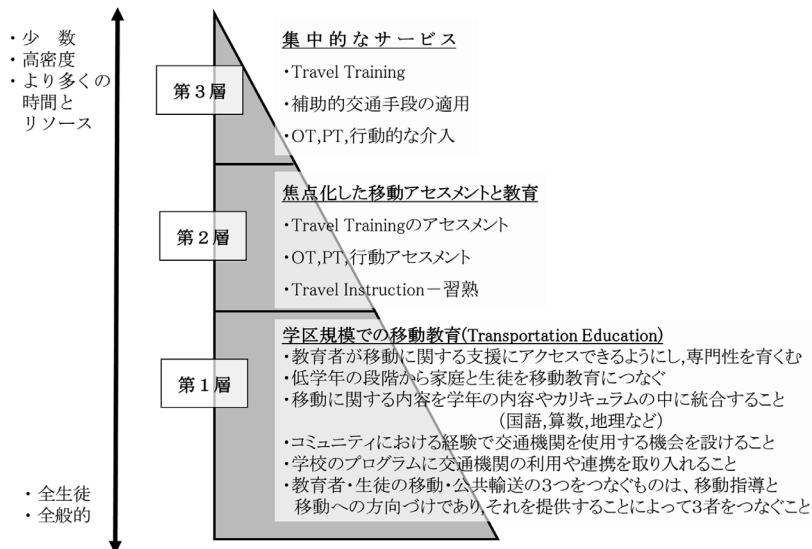 ・少　数
・高密度
・より多くの
時間と
リソース
第３層
集中的なサービス
・Travel Training
・補助的交通手段の適用
・OT,PT,行動的な介入
第２層
焦点化した移動アセスメントと教育
・Travel Trainingのアセスメント
・OT,PT,行動アセスメント
・Travel Instruction－習熟
第１層
学区規模での移動教育(Transportation Education)
・教育者が移動に関する支援にアクセスできるようにし,専門性を育くむ
・低学年の段階から家庭と生徒を移動教育につなぐ
・移動に関する内容を学年の内容やカリキュラムの中に統合すること
(国語,算数,地理など)
・コミュニティにおける経験で交通機関を使用する機会を設けること
・学校のプログラムに交通機関の利用や連携を取り入れること
・教育者・生徒の移動・公共輸送の3つをつなぐものは、移動指導と
移動への方向づけであり,それを提供することによって3者をつなぐこと
・全生徒
・全般的